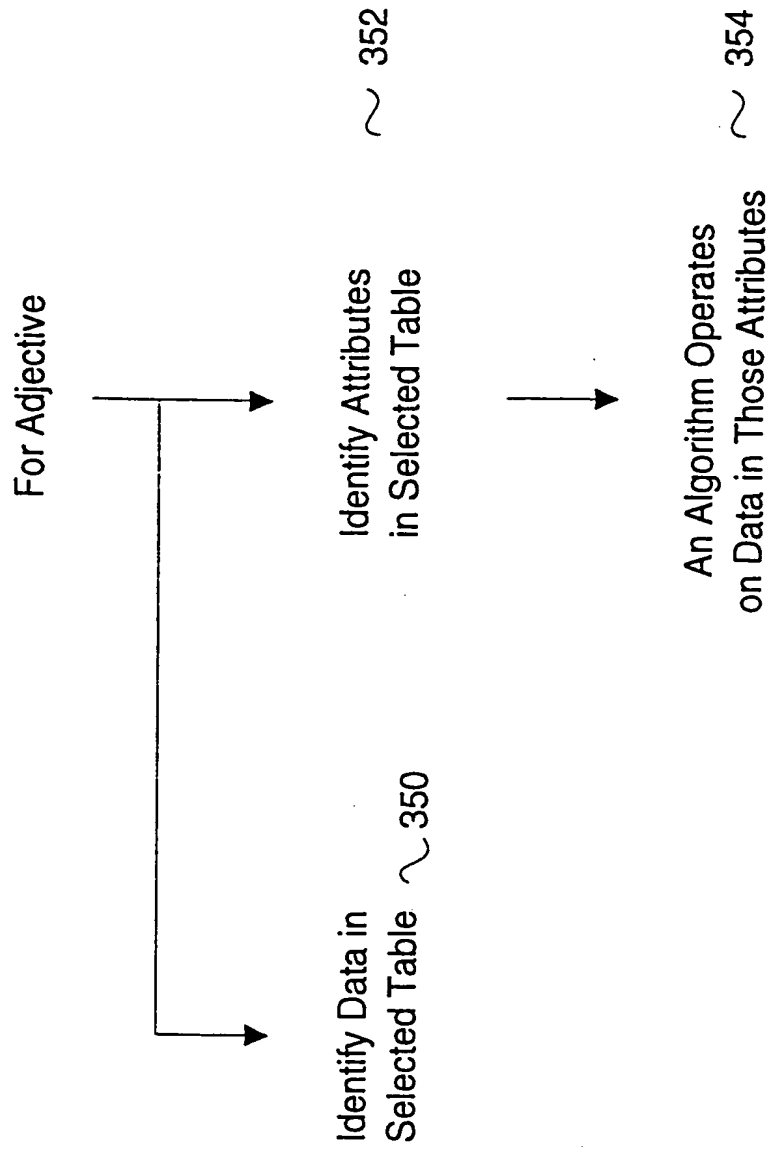 For Adjective
Identify Data in
Selected Table 350
Identify Attributes
in Selected Table
352
An Algorithm Operates
on Data in Those Attributes
354